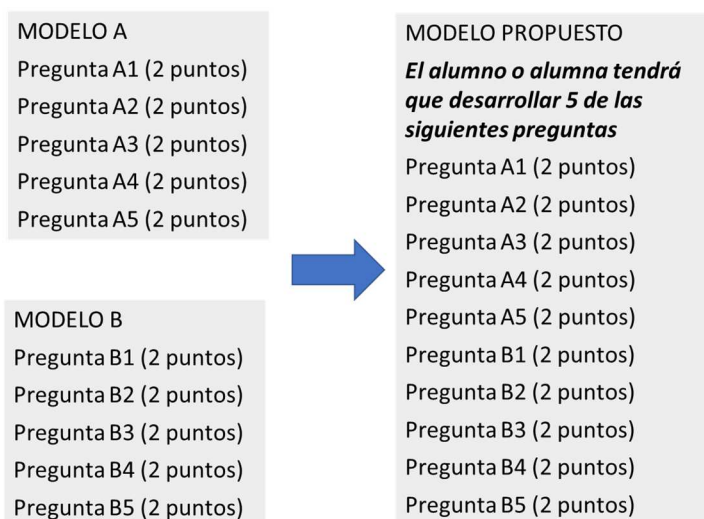 MODELO A
Pregunta A1 (2 puntos)
Pregunta A2 (2 puntos)
Pregunta A3 (2 puntos)
Pregunta A4 (2 puntos)
Pregunta A5 (2 puntos)
MODELO B
Pregunta B1 (2 puntos)
Pregunta B2 (2 puntos)
Pregunta B3 (2 puntos)
Pregunta B4 (2 puntos)
Pregunta B5 (2 puntos)
MODELO PROPUESTO
El alumno o alumna tendrá
que desarrollar 5 de las
siguientes preguntas
Pregunta A1 (2 puntos)
Pregunta A2 (2 puntos)
Pregunta A3 (2 puntos)
Pregunta A4 (2 puntos)
Pregunta A5 (2 puntos)
Pregunta B1 (2 puntos)
Pregunta B2 (2 puntos)
Pregunta B3 (2 puntos)
Pregunta B4 (2 puntos)
Pregunta B5 (2 puntos)